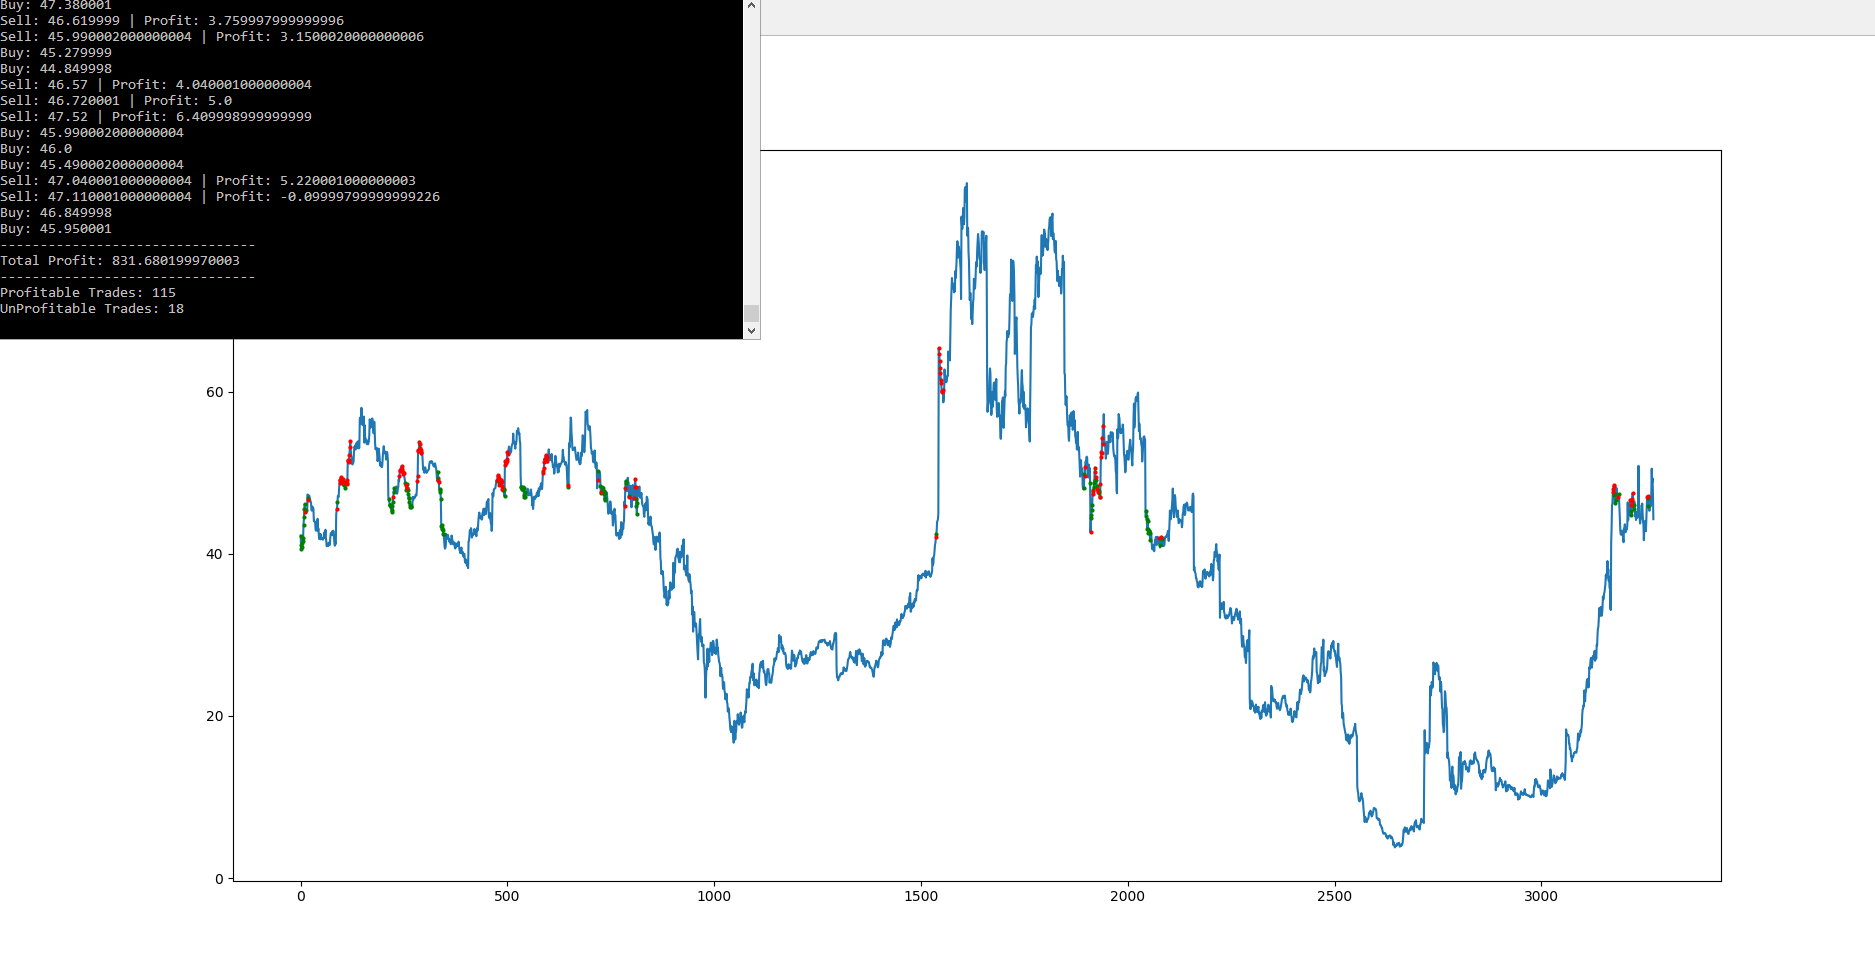 Buy: 47.380001
Sell: 46.619999 | Profit: 3.759997999999996
Sell: 45.990002000000004 | Profit: 3.1500020000000006
Buy: 45.279999
Buy: 44.849998
Sell: 46.57 | Profit: 4.040001000000004
Sell: 46.720001 | Profit: 5.0
Sell: 47.52 | Profit: 6.409998999999999
Buy: 45.990002000000004
Buy: 46.0
Buy: 45.490002000000004
Sell: 47.040001000000004 | Profit: 5.220001000000003
Sell: 47.110001000000004 | Profit: -0.09999799999999226
Buy: 46.849998
Buy: 45.950001
--------------------------------
Total Profit: 831.680199970003
--------------------------------
Profitable Trades: 115
UnProfitable Trades: 18
60
40
20
0
0 500 1000 1500 2000 2500 3000